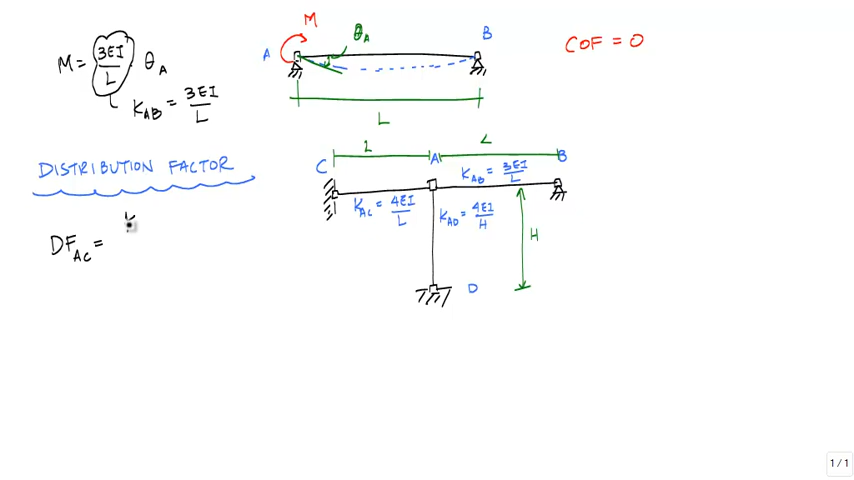 M = 3EI/L · θA
KAB = 3EI/L
M
θA
A
B
L
COF = 0
DISTRIBUTION FACTOR
C
L
A
L
B
KAB = 3EI/L
KAC = 4EI/L
KAD = 4EI/H
H
D
DFAC =
1 / 1